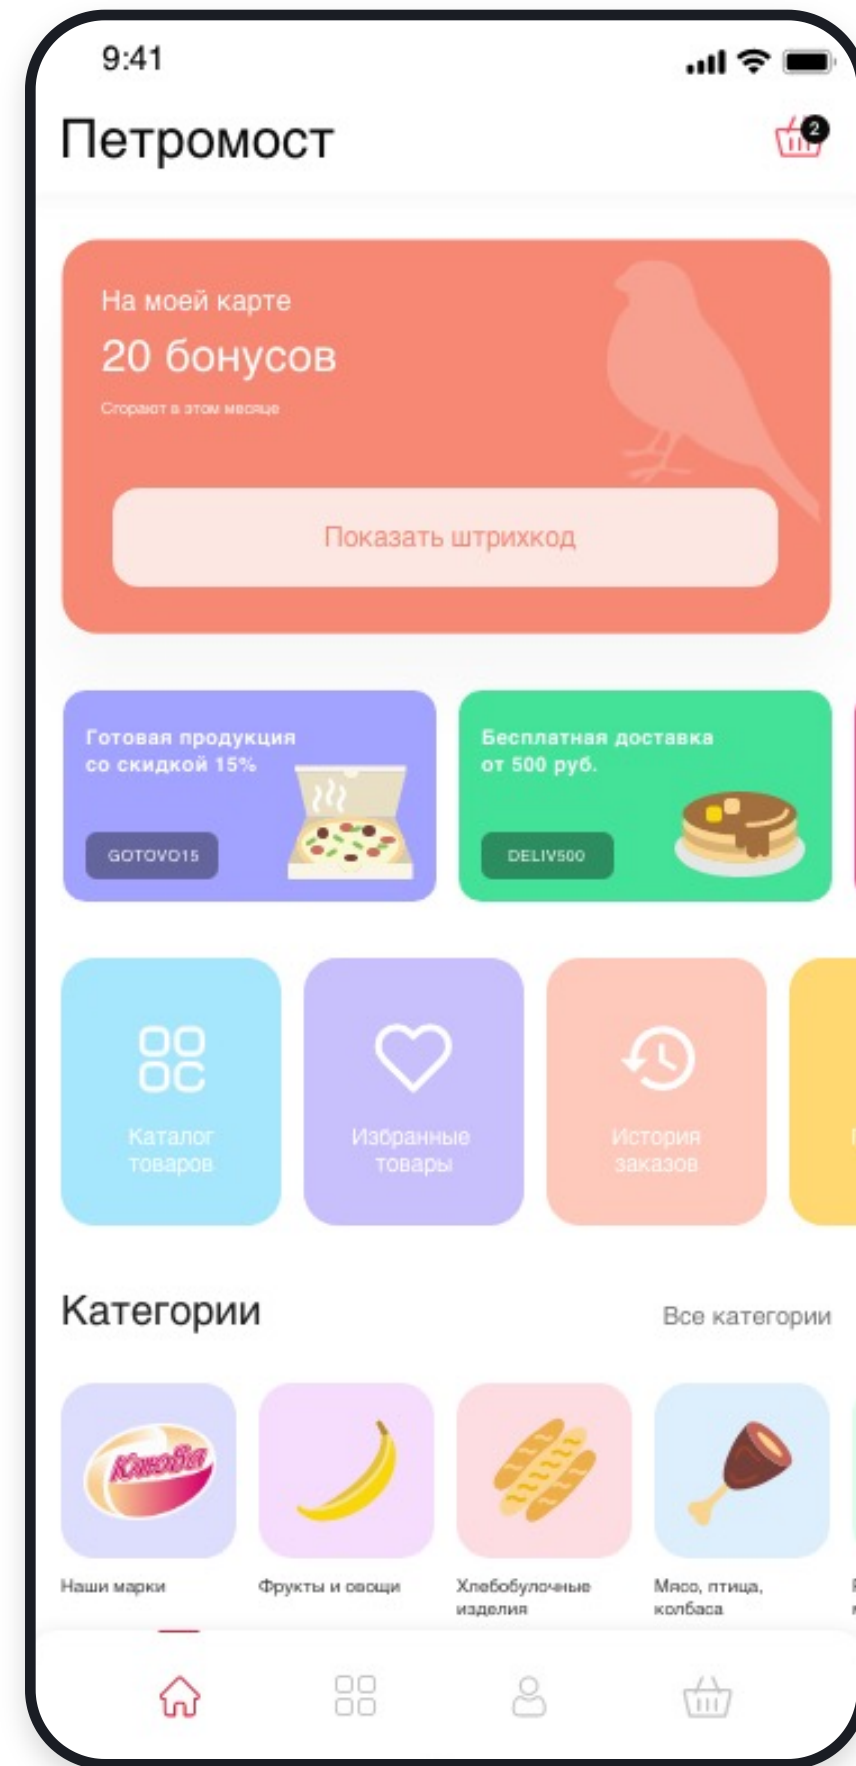 9:41
Петромост
2
На моей карте
20 бонусов
Сгорают в этом месяце
Показать штрихкод
Готовая продукция
со скидкой 15%
GOTOVO15
Бесплатная доставка
от 500 руб.
DELIV500
Каталог
товаров
Избранные
товары
История
заказов
Категории
Все категории
Клюва
Наши марки
Фрукты и овощи
Хлебобулочные
изделия
Мясо, птица,
колбаса